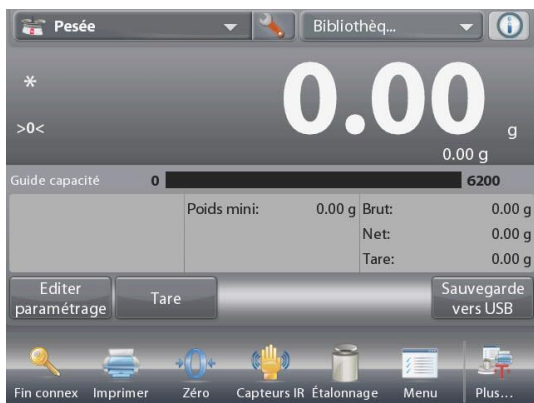 Pesée Bibliothèq...
*
>0<
0.00 g
0.00 g
Guide capacité 0 6200
Poids mini: 0.00 g Brut: 0.00 g
Net: 0.00 g
Tare: 0.00 g
Editer paramétrage Tare Sauvegarde vers USB
Fin connex Imprimer Zéro Capteurs IR Étalonnage Menu Plus...